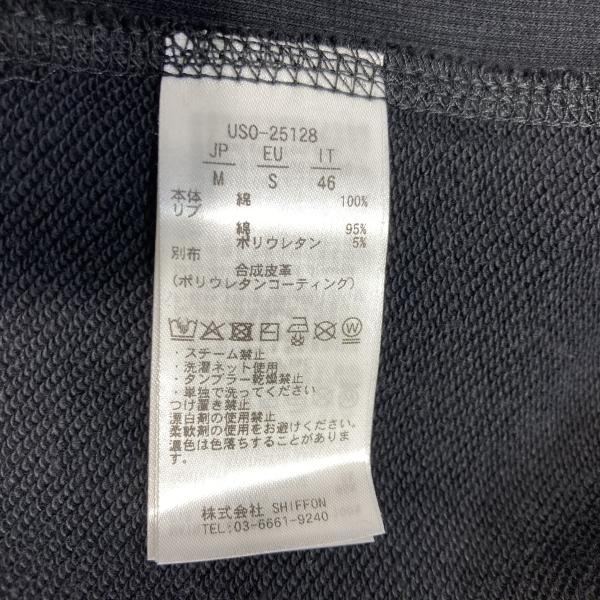 USO-25128
JP EU IT
M S 46
本体 綿 100%
リブ
綿 95%
ポリウレタン 5%
別布
合成皮革
(ポリウレタンコーティング)
・スチーム禁止
・洗濯ネット使用
・タンブラー乾燥禁止
・単独で洗ってください
つけ置き禁止
漂白剤の使用禁止
柔軟剤の使用をお避けください。
濃色は色落ちすることがありま
す。
株式会社 SHIFFON
TEL:03-6661-9240